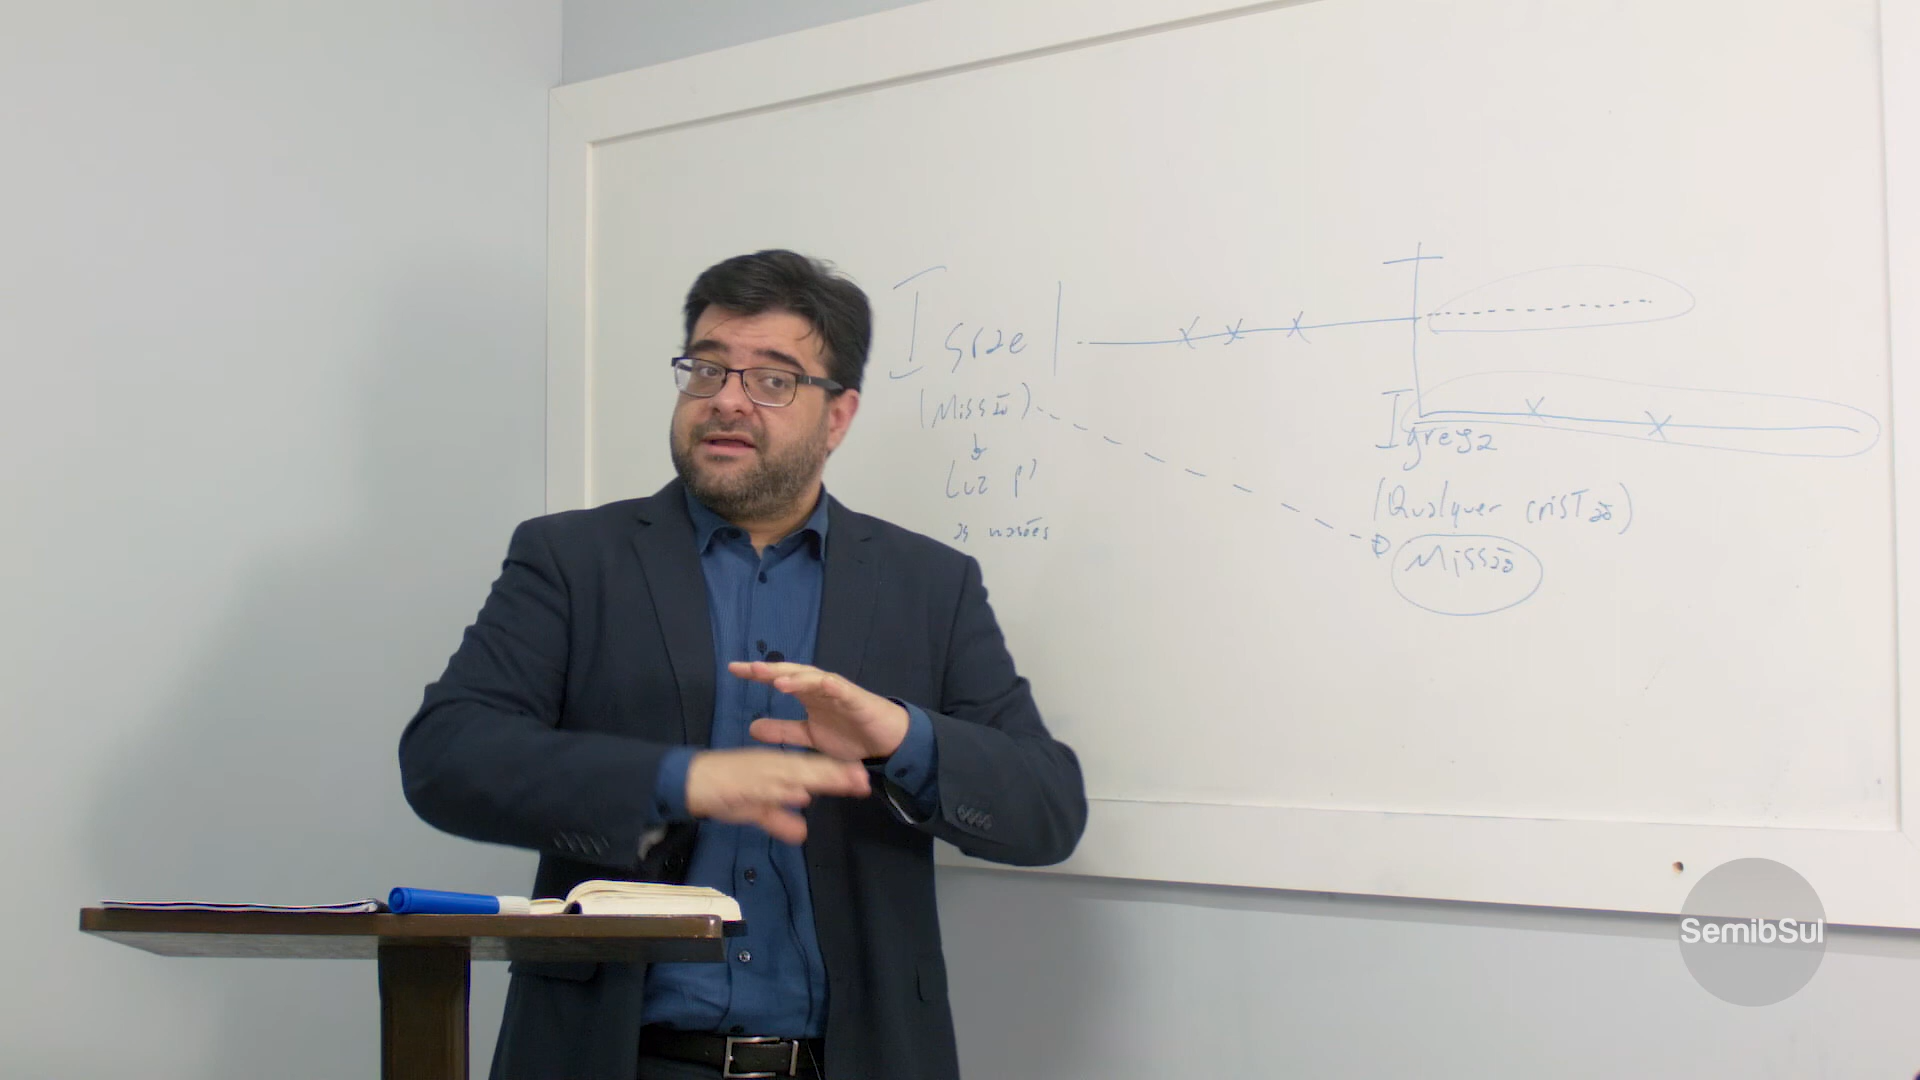 Israel
(Missão)
Luz p/
as nações
Igreja
(Qualquer cristão)
Missão
SemibSul